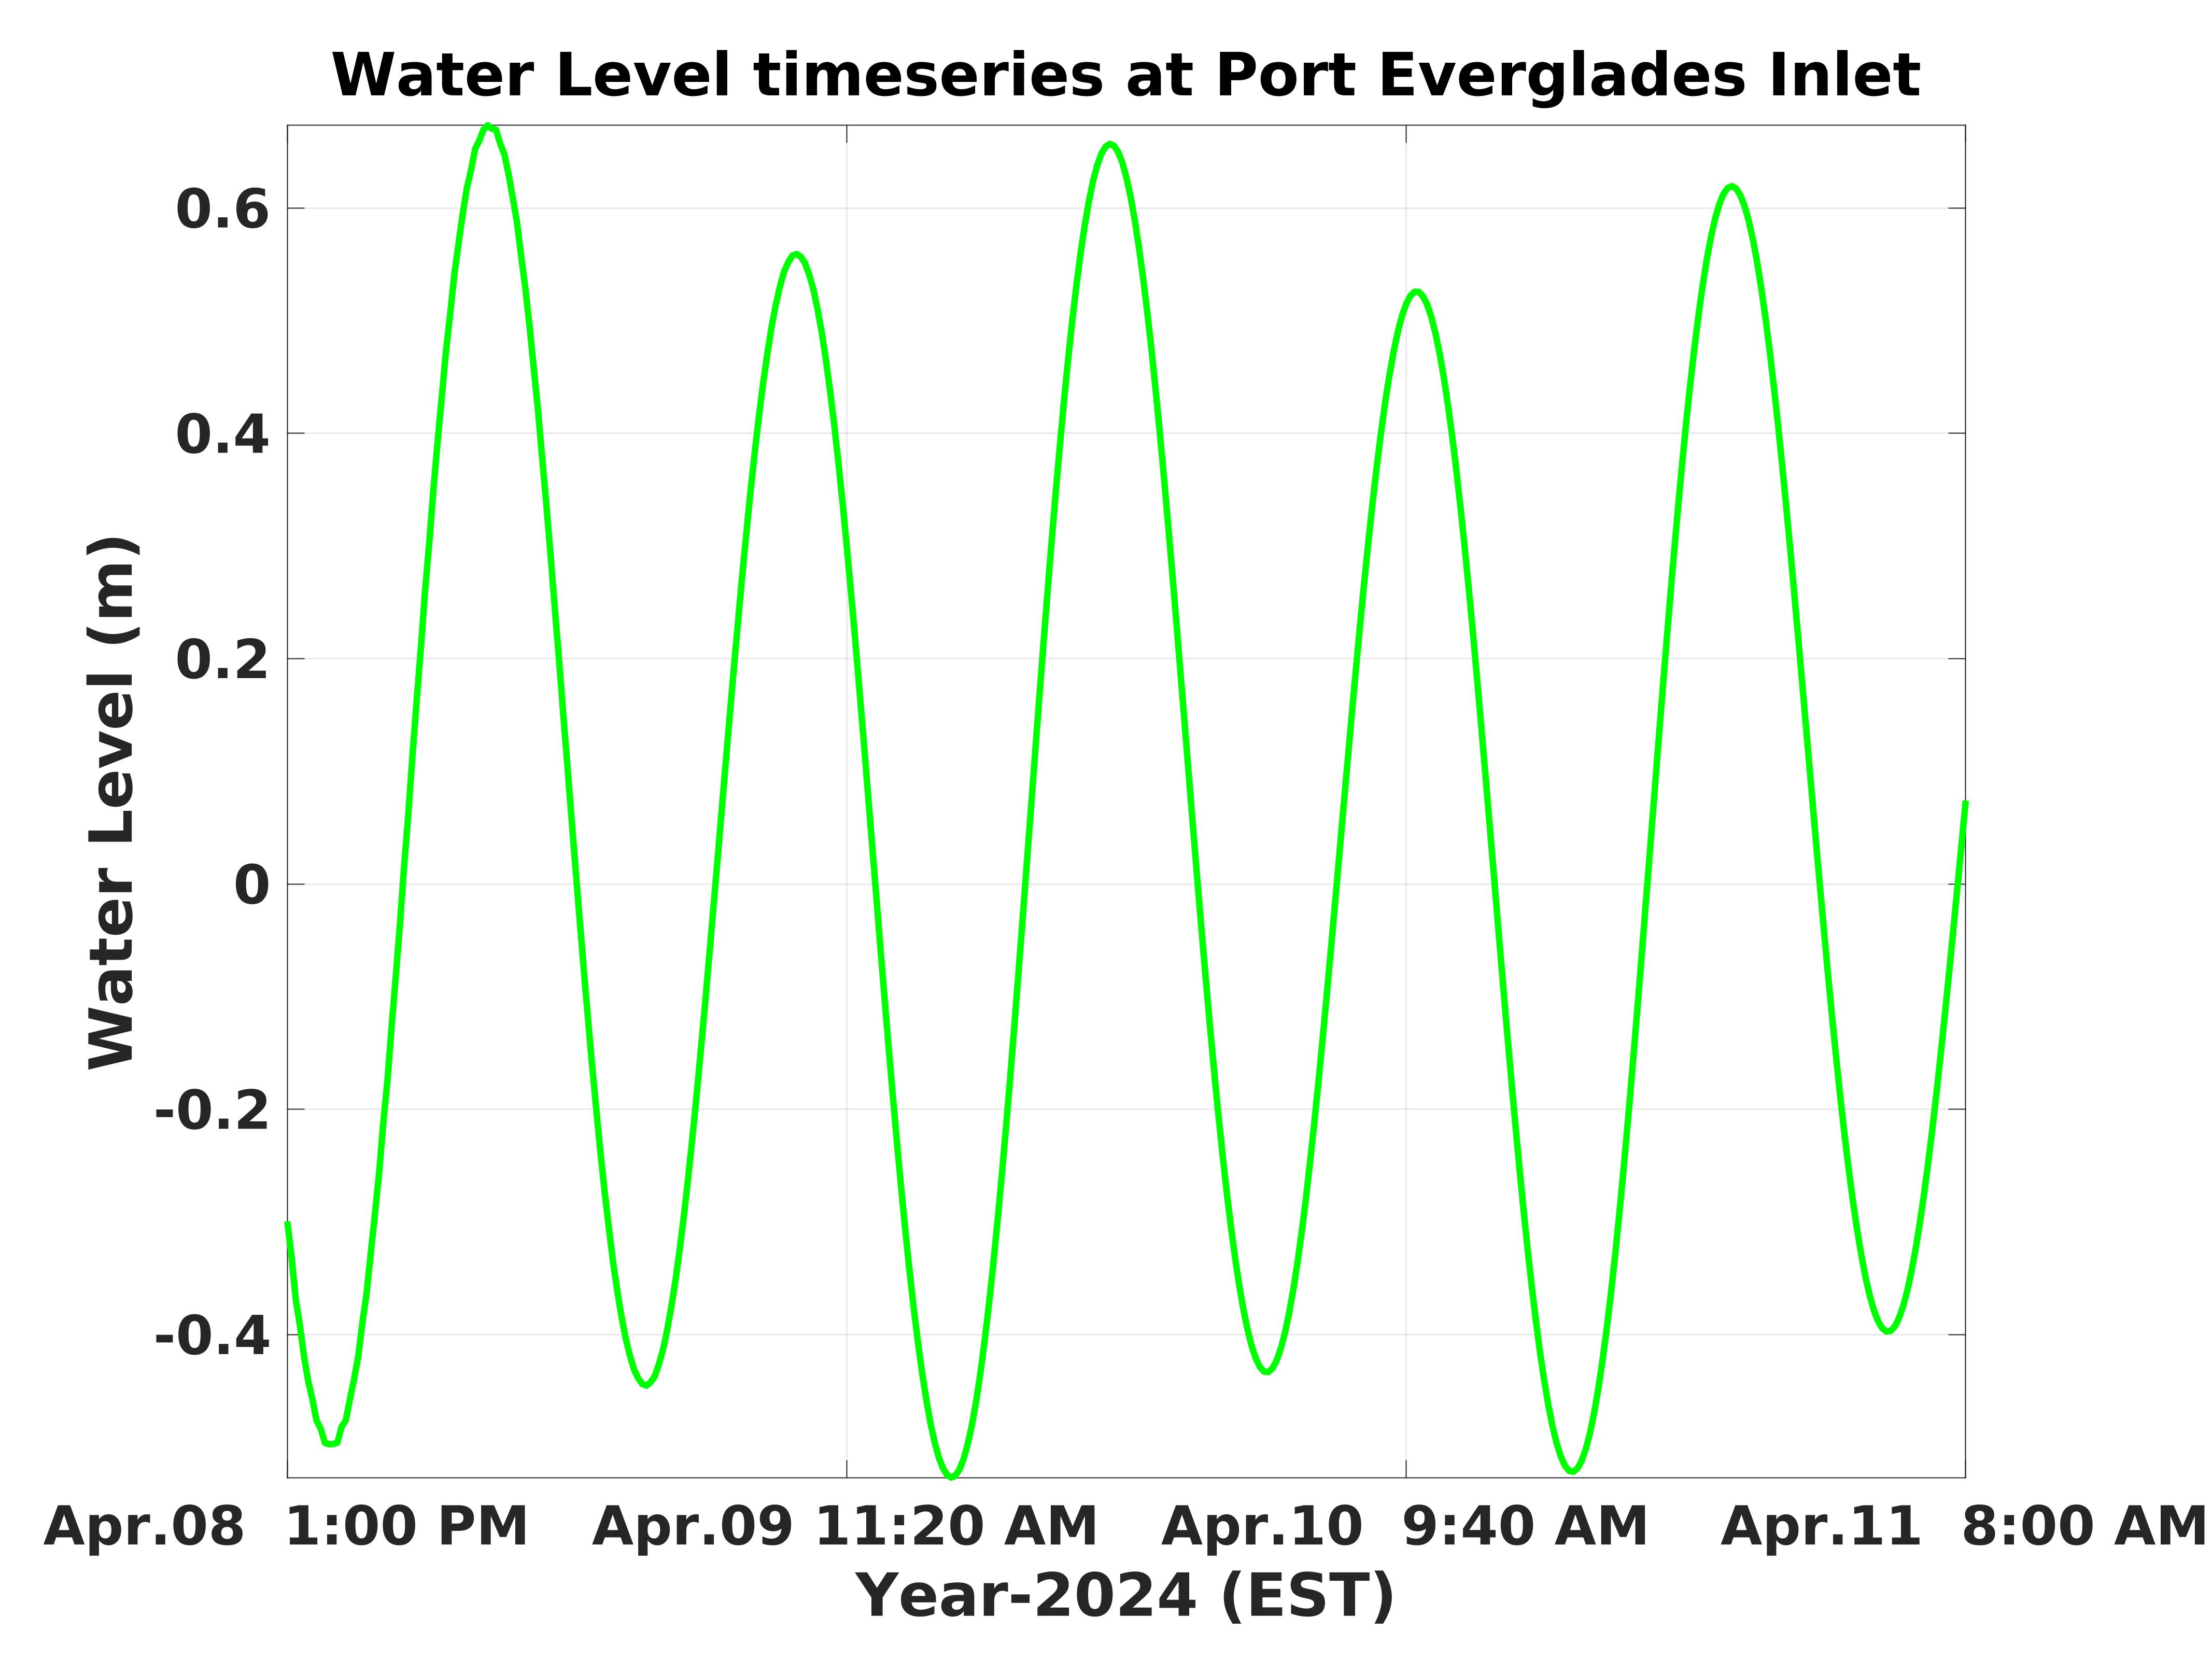 Water Level timeseries at Port Everglades Inlet
0.6
0.4
0.2
0
-0.2
-0.4
Water Level (m)
Apr.08 1:00 PM Apr.09 11:20 AM Apr.10 9:40 AM Apr.11 8:00 AM
Year-2024 (EST)